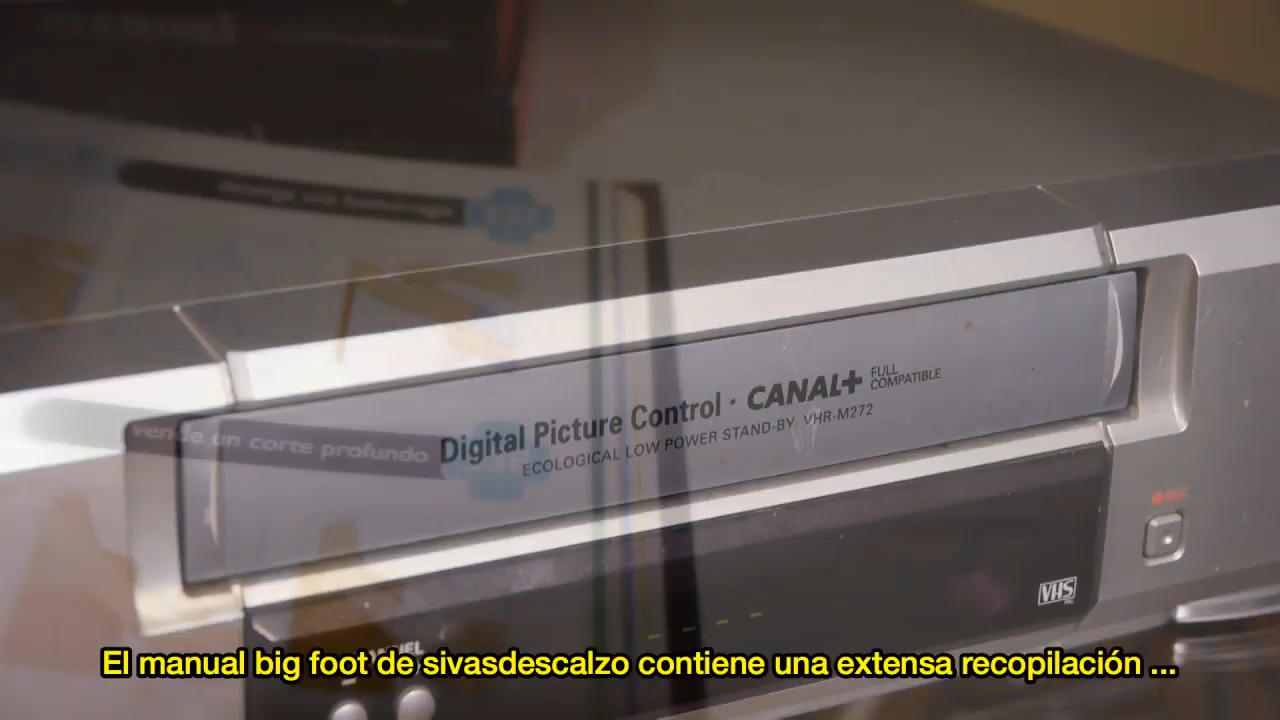 vende un corte profundo
Digital Picture Control · CANAL+ FULL COMPATIBLE
ECOLOGICAL LOW POWER STAND-BY VHR-M272
REC
VHS
El manual big foot de sivasdescalzo contiene una extensa recopilación ...